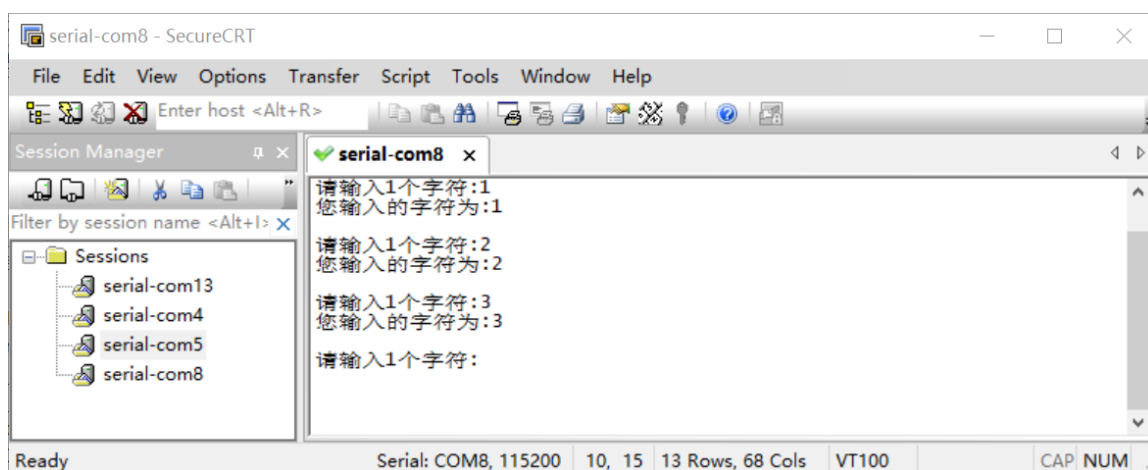 serial-com8 - SecureCRT
File Edit View Options Transfer Script Tools Window Help
Enter host <Alt+R>
Session Manager
serial-com8
Filter by session name <Alt+I>
Sessions
serial-com13
serial-com4
serial-com5
serial-com8
请输入1个字符:1
您输入的字符为:1
请输入1个字符:2
您输入的字符为:2
请输入1个字符:3
您输入的字符为:3
请输入1个字符:
Ready Serial: COM8, 115200 10, 15 13 Rows, 68 Cols VT100 CAP NUM